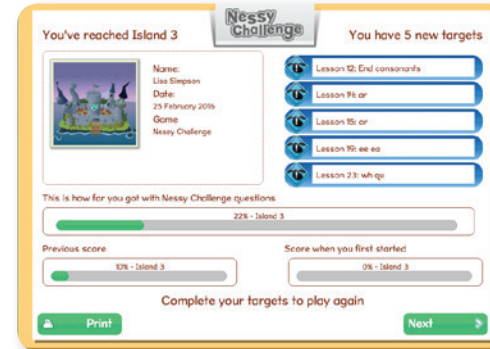 Nessy
Challenge
You've reached Island 3
You have 5 new targets
Name:
Lisa Simpson
Date:
25 February 2015
Game
Nessy Challenge
Lesson 12: End consonants
Lesson 14: ar
Lesson 15: or
Lesson 19: ee ea
Lesson 23: wh qu
This is how far you got with Nessy Challenge questions
22% - Island 3
Previous score
10% - Island 3
Score when you first started
0% - Island 3
Complete your targets to play again
Print
Next